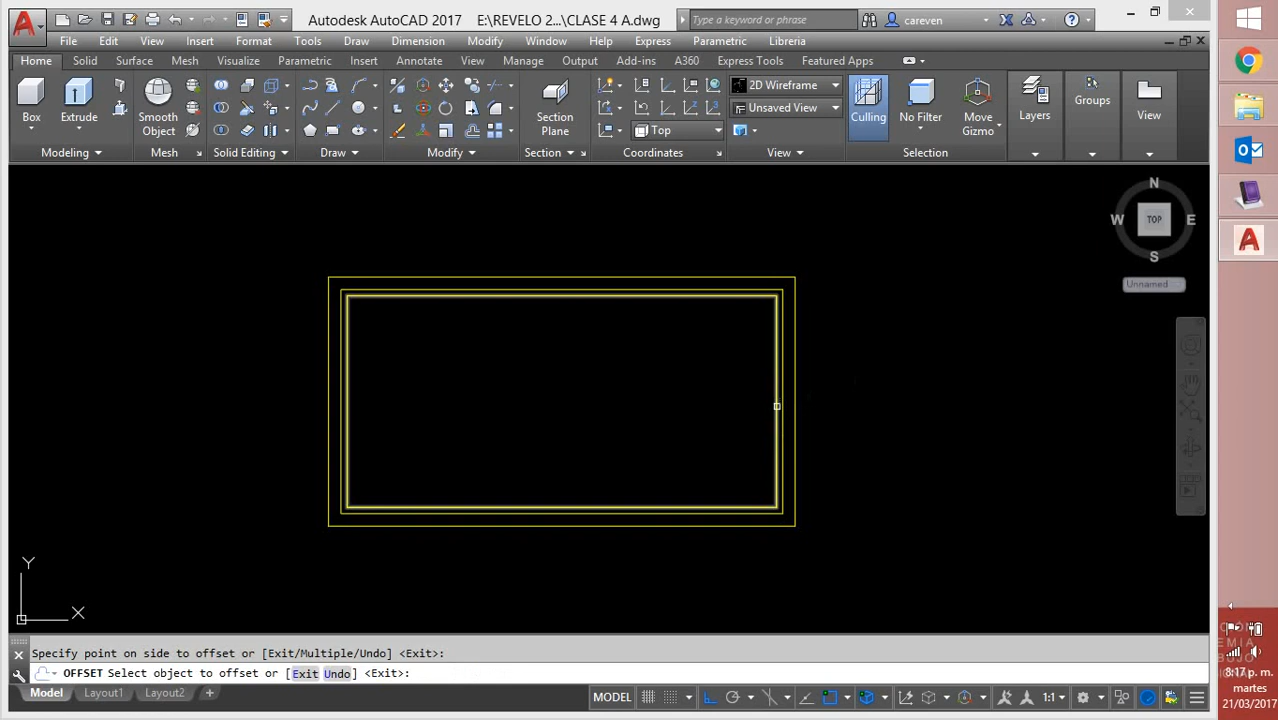 Autodesk AutoCAD 2017 E:\REVELO 2...\CLASE 4 A.dwg
Type a keyword or phrase
careven
File Edit View Insert Format Tools Draw Dimension Modify Window Help Express Parametric Libreria
Home Solid Surface Mesh Visualize Parametric Insert Annotate View Manage Output Add-ins A360 Express Tools Featured Apps
2D Wireframe
Unsaved View
Top
Box
Extrude
Smooth
Object
Section
Plane
Culling
No Filter
Move
Gizmo
Layers
Groups
View
Modeling Mesh Solid Editing Draw Modify Section Coordinates View Selection
N
W TOP E
S
Unnamed
Y
X
Specify point on side to offset or [Exit/Multiple/Undo] <Exit>:
OFFSET Select object to offset or [Exit Undo] <Exit>:
Model Layout1 Layout2 +
MODEL
1:1
8:17 p. m.
martes
21/03/2017